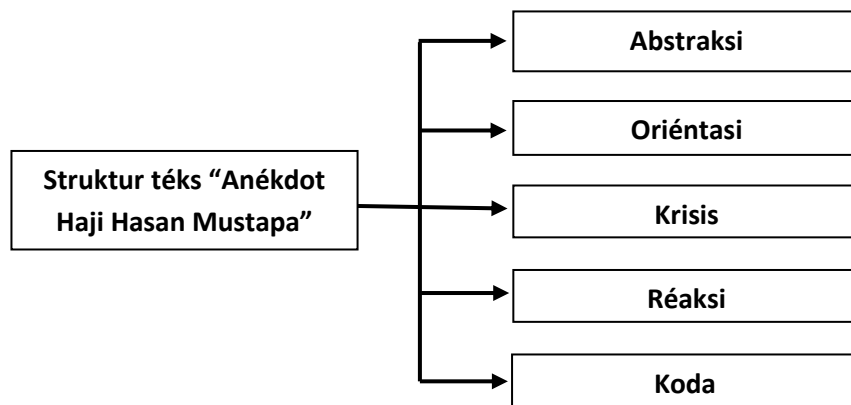 Struktur téks “Anékdot
Haji Hasan Mustapa”
Abstraksi
Oriéntasi
Krisis
Réaksi
Koda